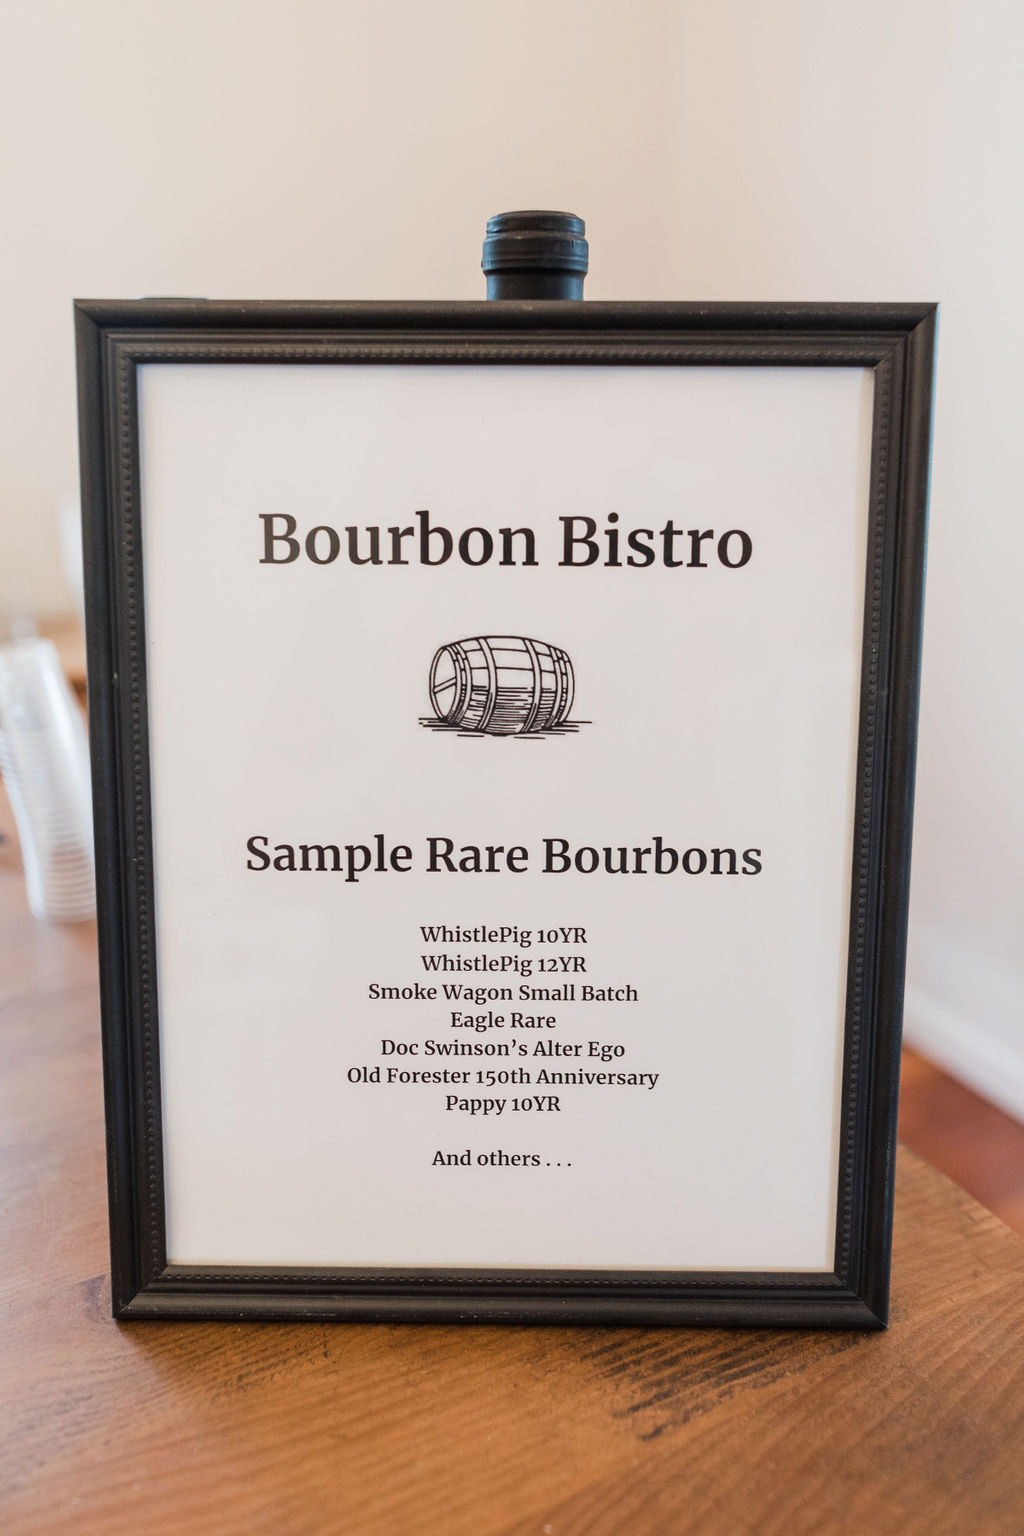 Bourbon Bistro
Sample Rare Bourbons
WhistlePig 10YR
WhistlePig 12YR
Smoke Wagon Small Batch
Eagle Rare
Doc Swinson’s Alter Ego
Old Forester 150th Anniversary
Pappy 10YR
And others . . .